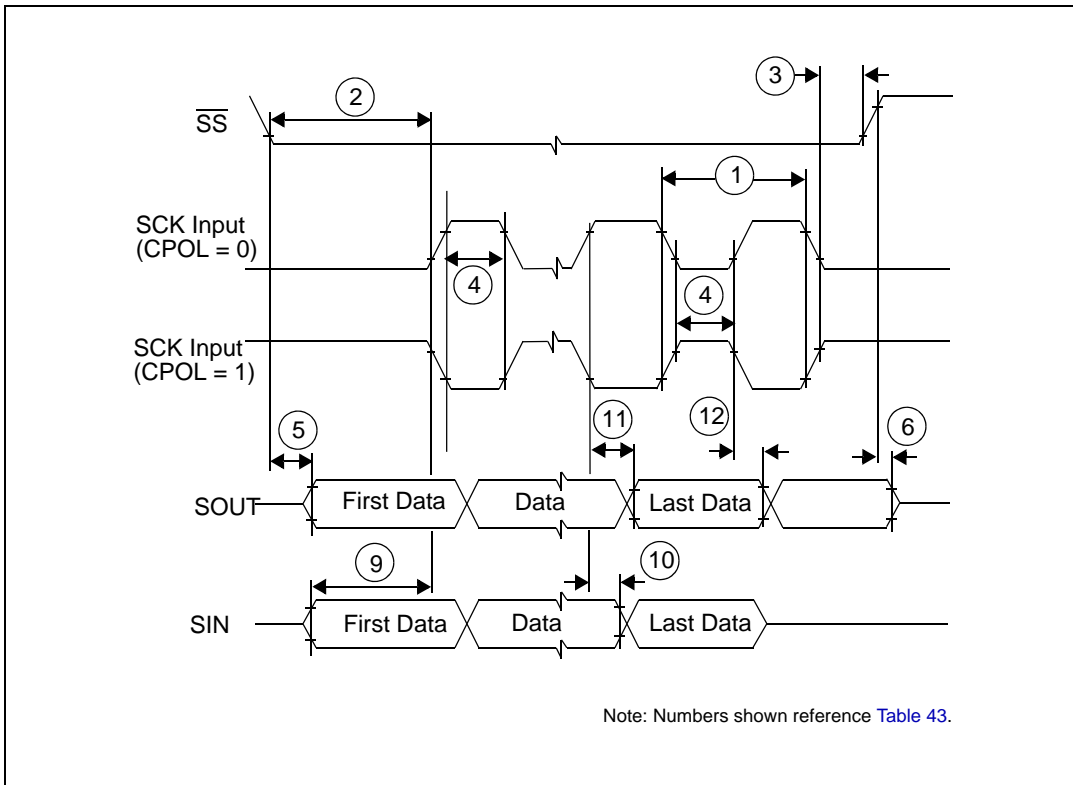 3
2
SS
1
SCK Input
(CPOL = 0)
4
4
SCK Input
(CPOL = 1)
5
11
12
6
SOUT
First Data
Data
Last Data
9
10
SIN
First Data
Data
Last Data
Note: Numbers shown reference Table 43.